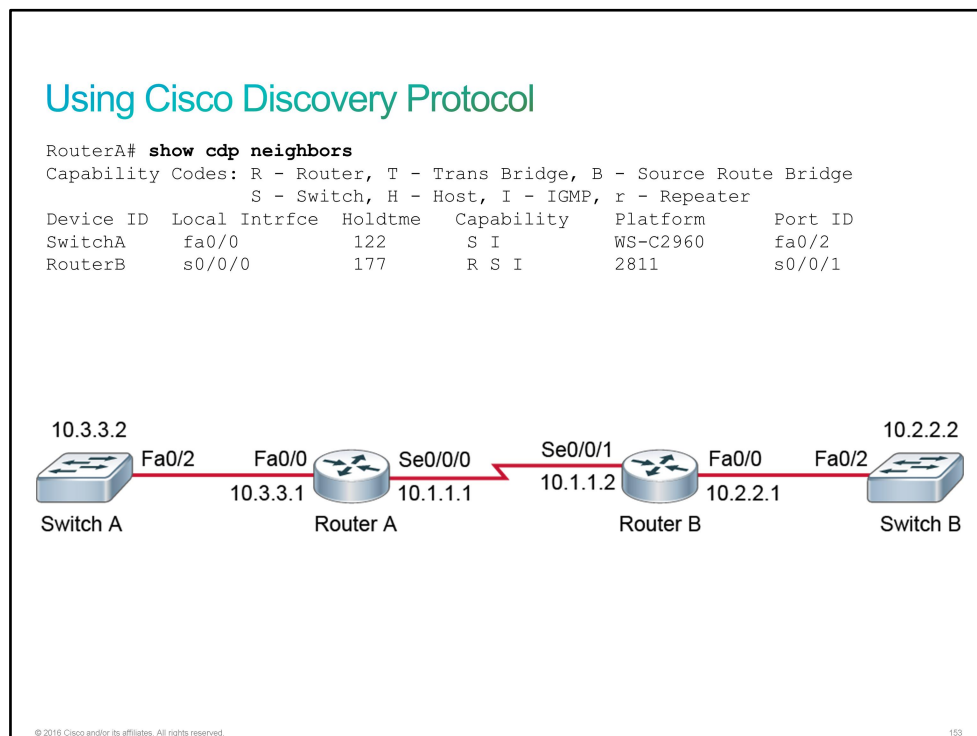 Using Cisco Discovery Protocol
RouterA# show cdp neighbors
Capability Codes: R - Router, T - Trans Bridge, B - Source Route Bridge
S - Switch, H - Host, I - IGMP, r - Repeater
Device ID Local Intrfce Holdtme Capability Platform Port ID
SwitchA fa0/0 122 S I WS-C2960 fa0/2
RouterB s0/0/0 177 R S I 2811 s0/0/1
10.3.3.2 10.2.2.2
Fa0/2 Fa0/0 Se0/0/0 Se0/0/1 Fa0/0 Fa0/2
10.3.3.1 10.1.1.1 10.1.1.2 10.2.2.1
Switch A Router A Router B Switch B
© 2016 Cisco and/or its affiliates. All rights reserved. 153